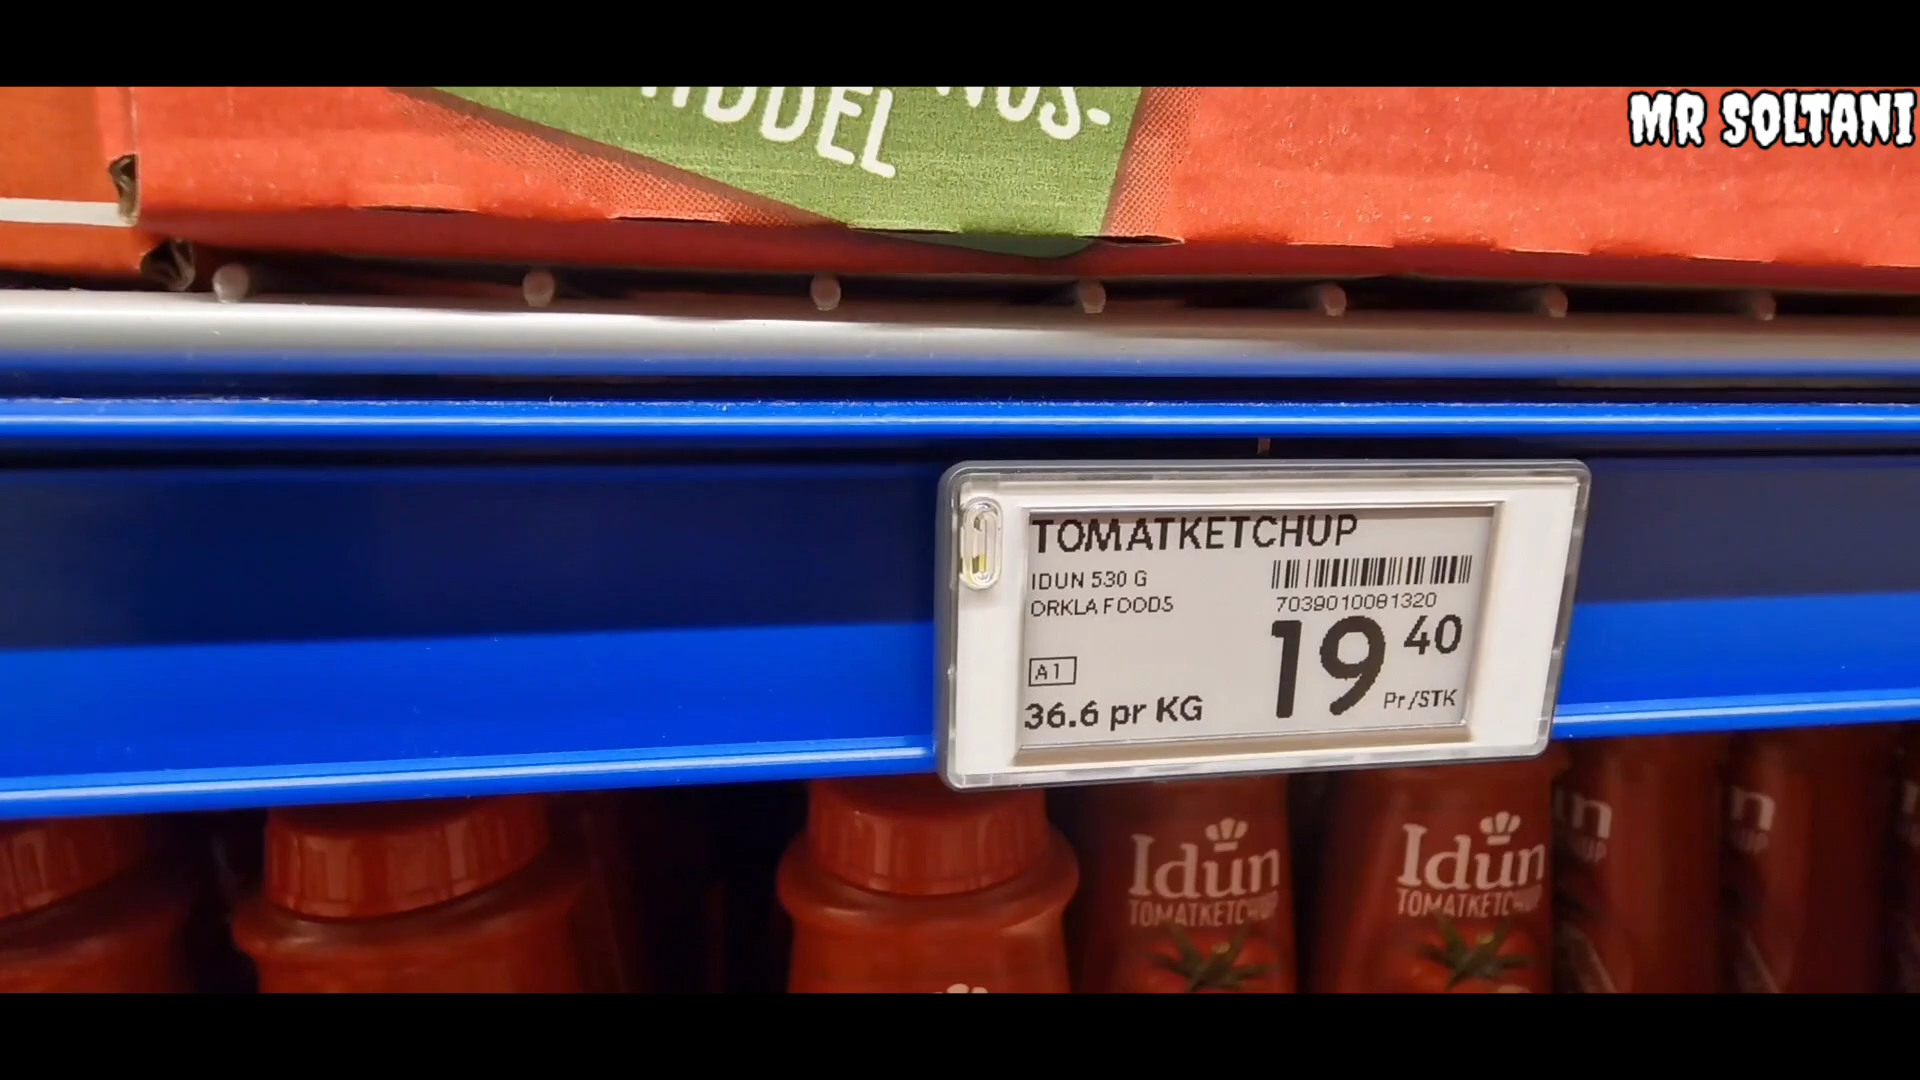 MR SOLTANI
TOMATKETCHUP
IDUN 530 G
ORKLA FOODS
7039010081320
19 40
A1
36.6 pr KG
Pr/STK
Idun
TOMATKETCHUP
Idun
TOMATKETCHUP